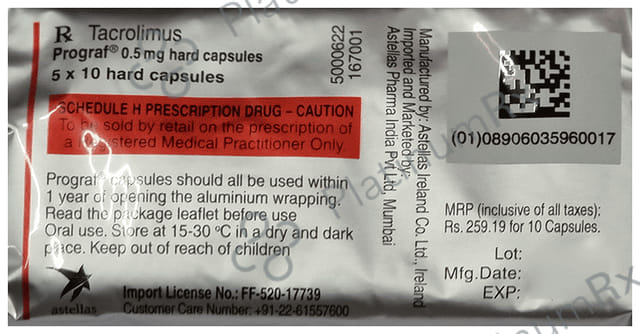 Rx Tacrolimus
Prograf® 0.5 mg hard capsules
5 x 10 hard capsules
SCHEDULE H PRESCRIPTION DRUG – CAUTION
To be sold by retail on the prescription of
a Registered Medical Practitioner Only.
Prograf® capsules should all be used within
1 year of opening the aluminium wrapping.
Read the package leaflet before use
Oral use. Store at 15-30 °C in a dry and dark
place. Keep out of reach of children
astellas
Import License No.: FF-520-17739
Customer Care Number: +91-22-61557600
1670001
50000622
Manufactured by: Astellas Ireland Co. Ltd., Ireland
Imported and Marketed by:
Astellas Pharma India Pvt Ltd, Mumbai
(01)08906035960017
MRP (inclusive of all taxes):
Rs. 259.19 for 10 Capsules.
Lot:
Mfg.Date:
EXP:
PlatinumRx